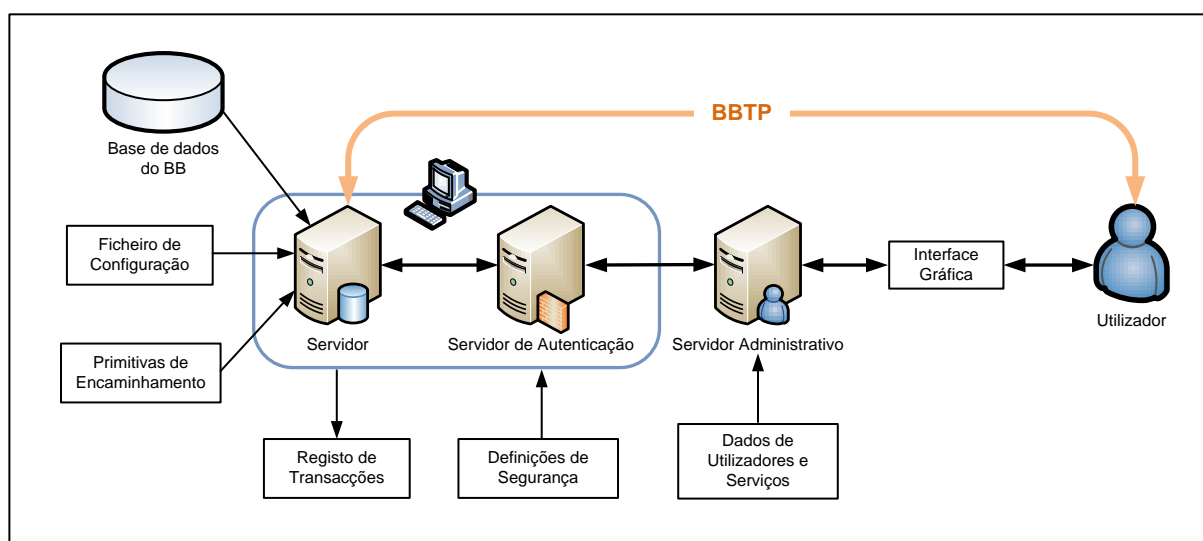 BBTP
Base de dados
do BB
Ficheiro de
Configuração
Primitivas de
Encaminhamento
Servidor
Servidor de Autenticação
Servidor Administrativo
Interface
Gráfica
Utilizador
Registo de
Transacções
Definições de
Segurança
Dados de
Utilizadores e
Serviços